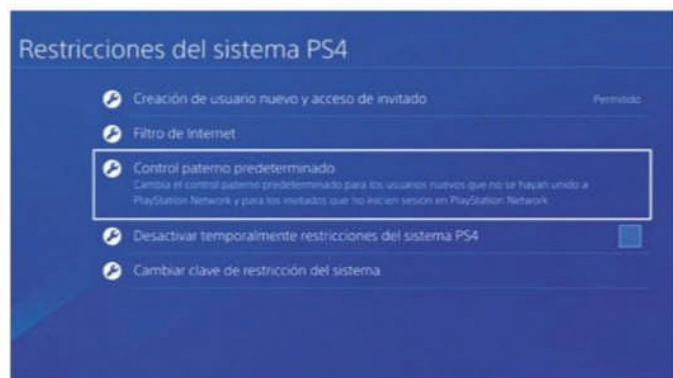 Restricciones del sistema PS4
Creación de usuario nuevo y acceso de invitado Permitido
Filtro de Internet
Control paterno predeterminado
Cambia el control paterno predeterminado para los usuarios nuevos que no se hayan unido a
PlayStation Network y para los invitados que no inicien sesión en PlayStation Network
Desactivar temporalmente restricciones del sistema PS4
Cambiar clave de restricción del sistema